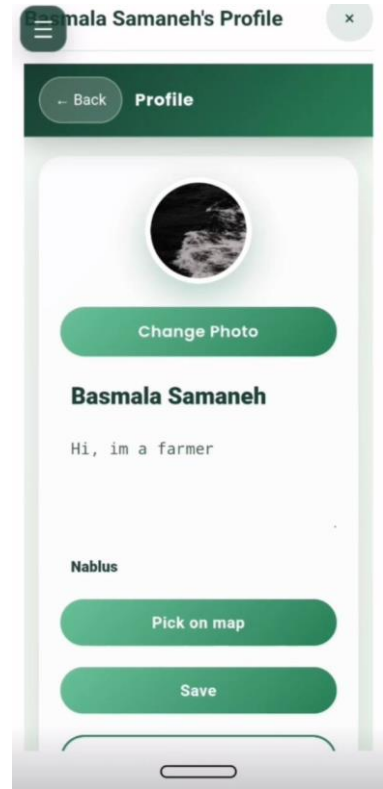 Basmala Samaneh's Profile ×
← Back Profile
Change Photo
Basmala Samaneh
Hi, im a farmer
Nablus
Pick on map
Save